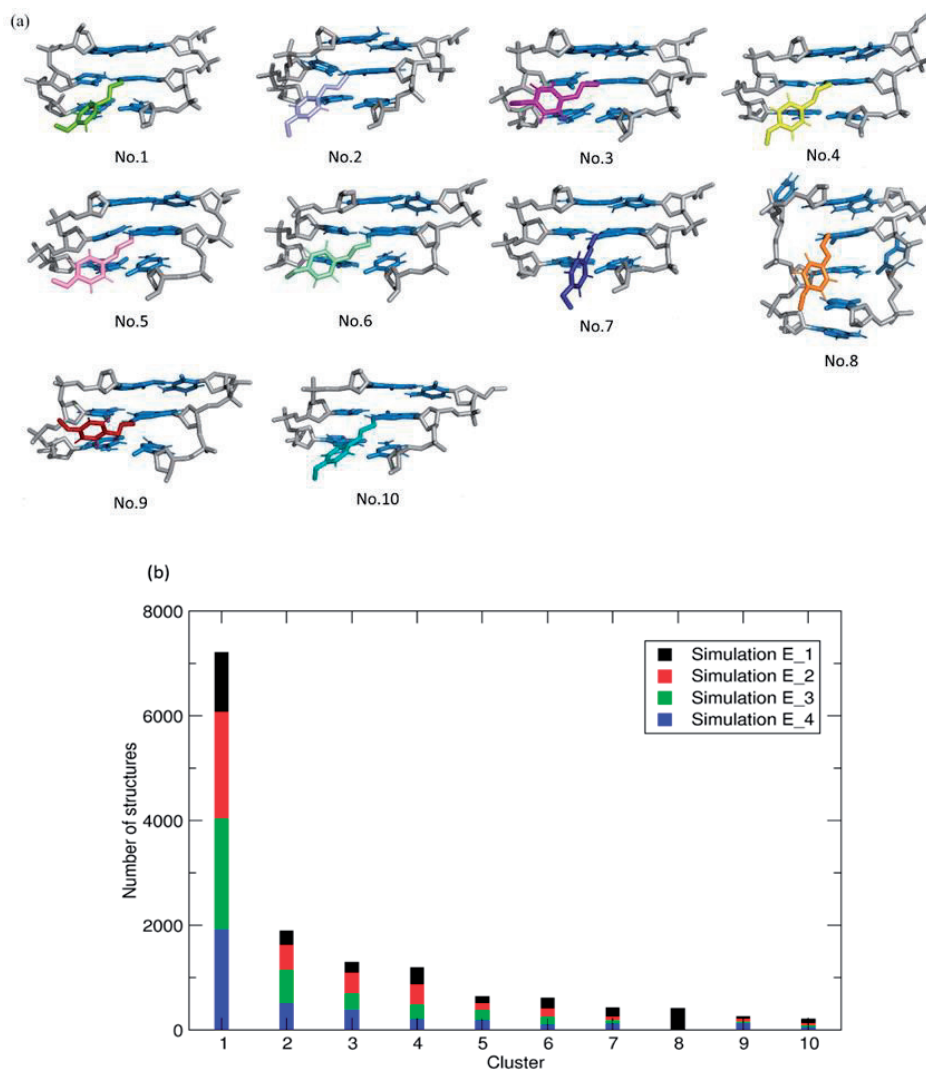 (a)
No.1
No.2
No.3
No.4
No.5
No.6
No.7
No.8
No.9
No.10
(b)
8000
6000
4000
2000
0
Number of structures
Simulation E_1
Simulation E_2
Simulation E_3
Simulation E_4
1 2 3 4 5 6 7 8 9 10
Cluster